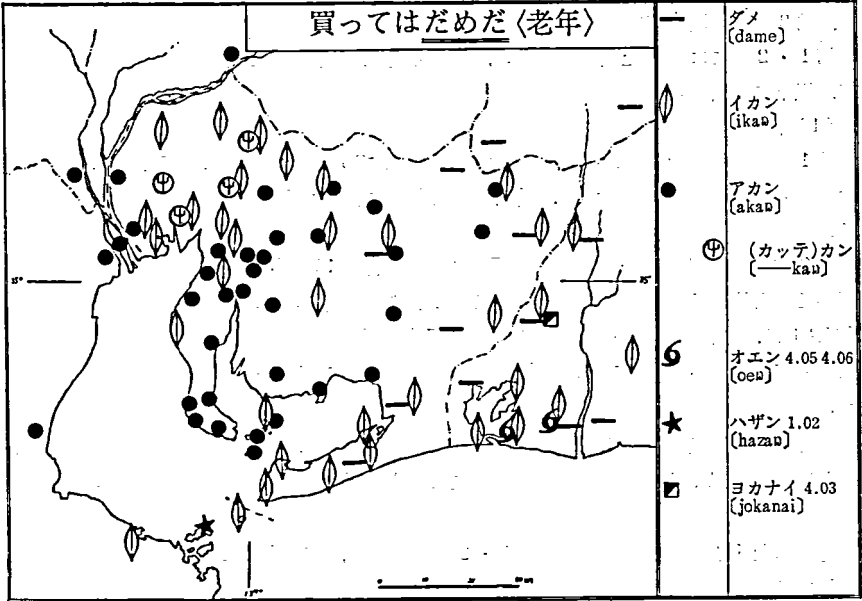 買ってはだめだ〈老年〉
ダメ
〔dame〕
イカン
〔ikaɴ〕
アカン
〔akaɴ〕
(カッテ)カン
〔──kaɴ〕
オエン 4.05 4.06
〔oeɴ〕
ハザン 1.02
〔hazaɴ〕
ヨカナイ 4.03
〔jokanai〕
35°